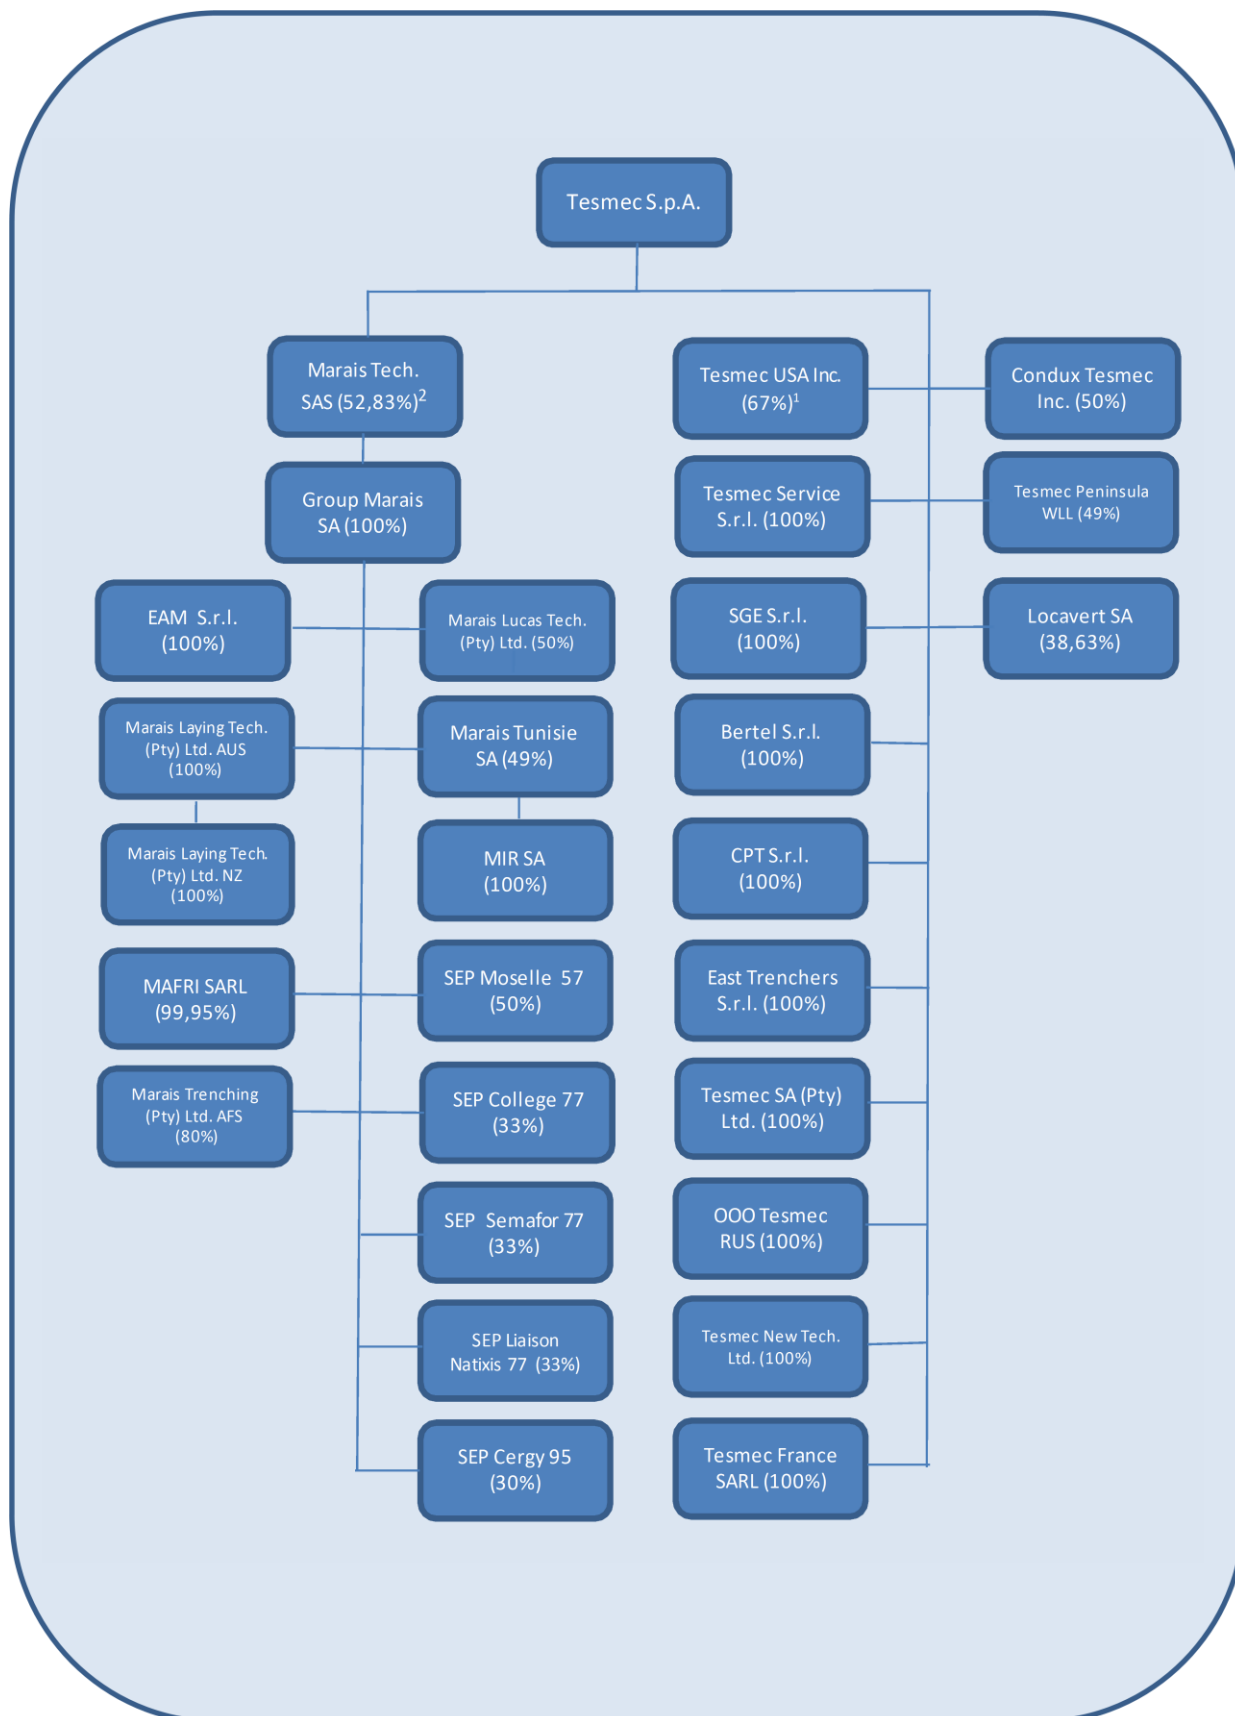 Tesmec S.p.A.
Marais Tech.
SAS (52,83%)²
Tesmec USA Inc.
(67%)¹
Condux Tesmec
Inc. (50%)
Group Marais
SA (100%)
Tesmec Service
S.r.l. (100%)
Tesmec Peninsula
WLL (49%)
EAM S.r.l.
(100%)
Marais Lucas Tech.
(Pty) Ltd. (50%)
SGE S.r.l.
(100%)
Locavert SA
(38,63%)
Marais Laying Tech.
(Pty) Ltd. AUS
(100%)
Marais Tunisie
SA (49%)
Bertel S.r.l.
(100%)
Marais Laying Tech.
(Pty) Ltd. NZ
(100%)
MIR SA
(100%)
CPT S.r.l.
(100%)
MAFRI SARL
(99,95%)
SEP Moselle 57
(50%)
East Trenchers
S.r.l. (100%)
Marais Trenching
(Pty) Ltd. AFS
(80%)
SEP College 77
(33%)
Tesmec SA (Pty)
Ltd. (100%)
SEP Semafor 77
(33%)
OOO Tesmec
RUS (100%)
SEP Liaison
Natixis 77 (33%)
Tesmec New Tech.
Ltd. (100%)
SEP Cergy 95
(30%)
Tesmec France
SARL (100%)